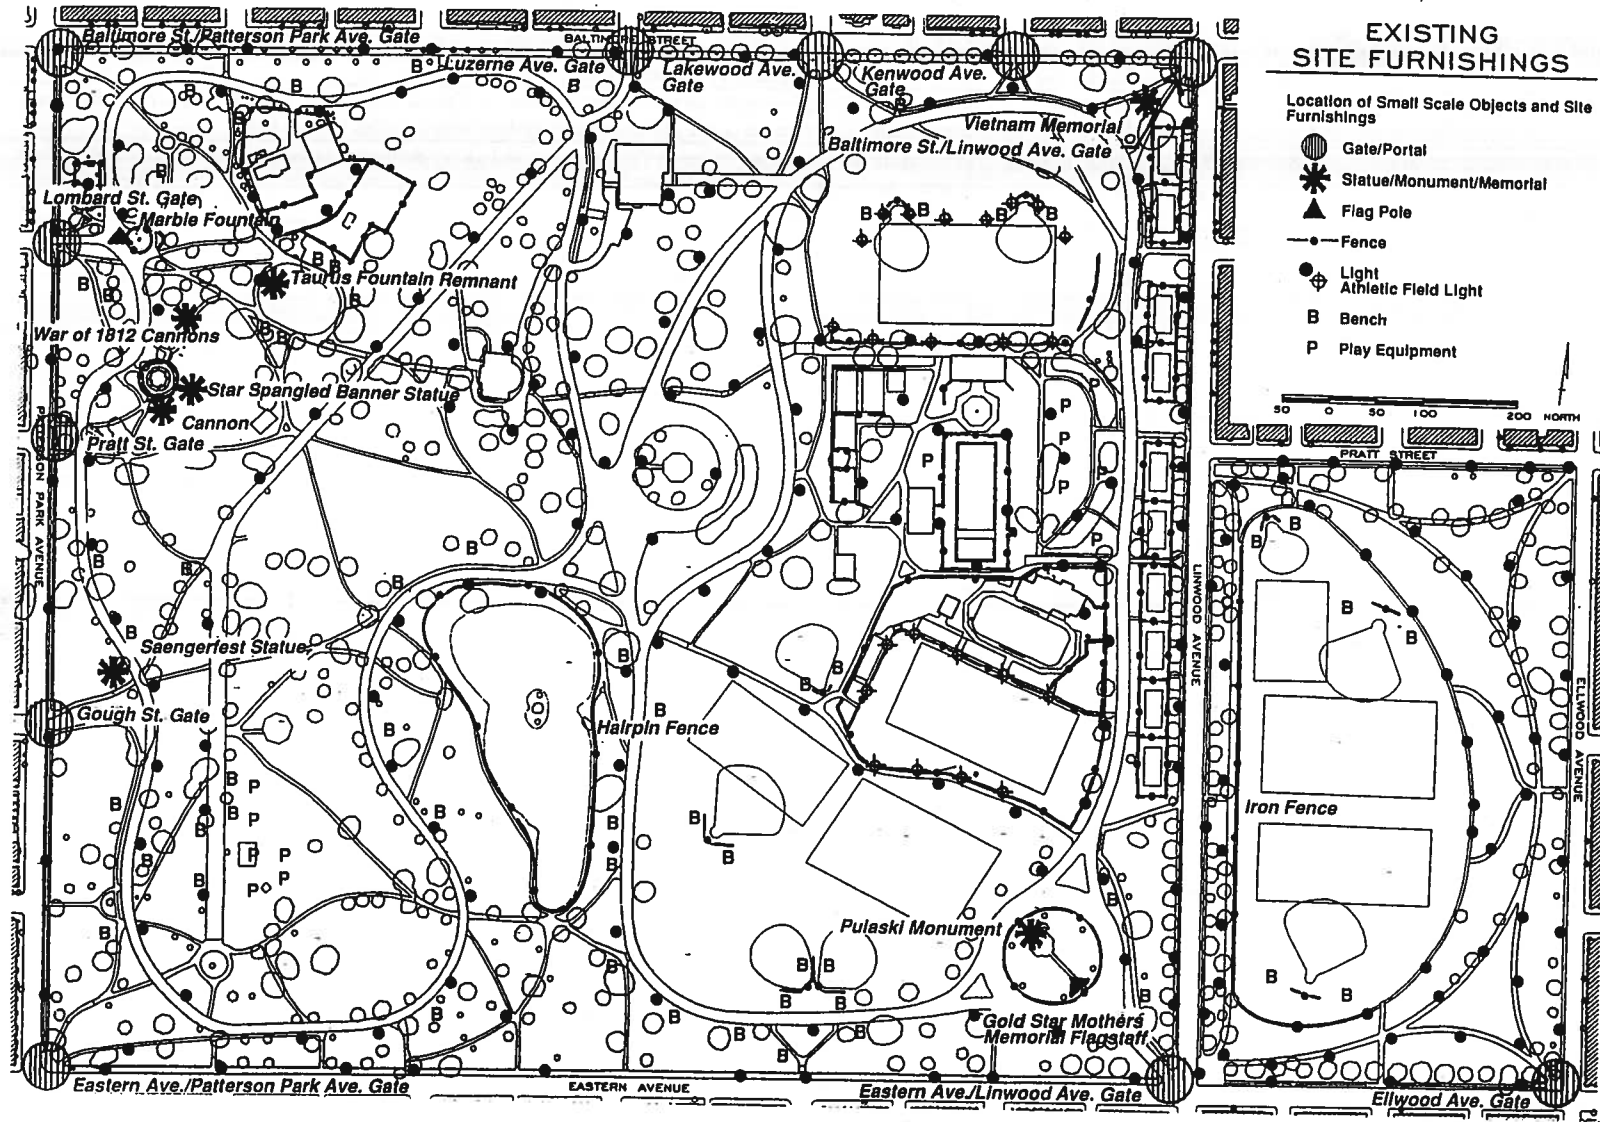 EXISTING
SITE FURNISHINGS
Location of Small Scale Objects and Site
Furnishings
Gate/Portal
Statue/Monument/Memorial
Flag Pole
Fence
Light
Athletic Field Light
B Bench
P Play Equipment
50 0 50 100 200 NORTH
Baltimore St./Patterson Park Ave. Gate
BALTIMORE STREET
Luzerne Ave. Gate
Lakewood Ave.
Gate
Kenwood Ave.
Gate
Vietnam Memorial
Baltimore St./Linwood Ave. Gate
Lombard St. Gate
Marble Fountain
Taurus Fountain Remnant
War of 1812 Cannons
Star Spangled Banner Statue
Cannon
Pratt St. Gate
PATTERSON PARK AVENUE
PRATT STREET
LINWOOD AVENUE
Saengerfest Statue
Gough St. Gate
Hairpin Fence
ELLWOOD AVENUE
Iron Fence
Pulaski Monument
Gold Star Mothers
Memorial Flagstaff
Eastern Ave./Patterson Park Ave. Gate
EASTERN AVENUE
Eastern Ave./Linwood Ave. Gate
Ellwood Ave. Gate